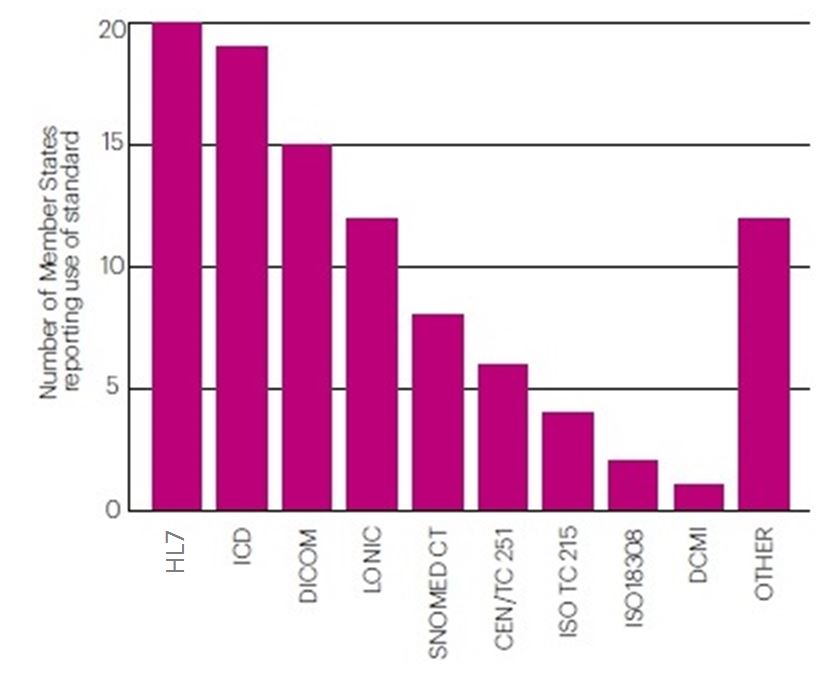 Number of Member States
reporting use of standard
20
15
10
5
0
HL7
ICD
DICOM
LONIC
SNOMED CT
CEN/TC 251
ISO TC 215
ISO18308
DCMI
OTHER